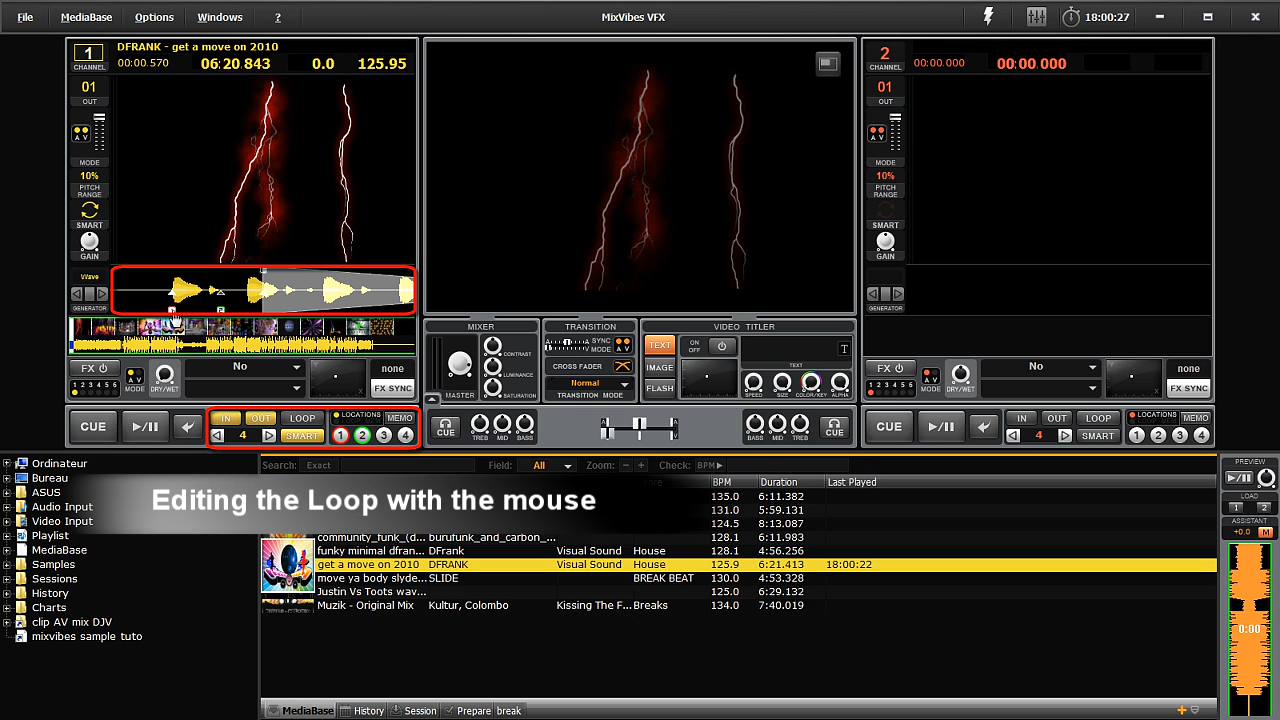 File MediaBase Options Windows ? MixVibes VFX 18:00:27
1 CHANNEL DFRANK - get a move on 2010
00:00.570 06:20.843 0.0 125.95
2 CHANNEL 00:00.000 00:00.000
01 OUT
A V
MODE
10%
PITCH RANGE
SMART
GAIN
Wave
GENERATOR
01 OUT
A V
MODE
10%
PITCH RANGE
SMART
GAIN
GENERATOR
MIXER TRANSITION VIDEO TITLER
CONTRAST
LUMINANCE
SATURATION
MASTER
SYNC MODE A V
CROSS FADER
Normal
TRANSITION MODE
TEXT ON OFF T
IMAGE TEXT
FLASH
SPEED SIZE COLOR/KEY ALPHA
FX
1 2 3 4 5 6
A V
MODE
DRY/WET
No
none
FX SYNC
FX
1 2 3 4 5 6
A V
MODE
DRY/WET
No
none
FX SYNC
CUE IN OUT LOOP LOCATIONS MEMO
4 SMART 1 2 3 4
CUE TREB MID BASS
A A
V V
BASS MID TREB CUE
CUE IN OUT LOOP LOCATIONS MEMO
4 SMART 1 2 3 4
Ordinateur
Bureau
ASUS
Audio Input
Video Input
Playlist
MediaBase
Samples
Sessions
History
Charts
clip AV mix DJV
mixvibes sample tuto
Editing the Loop with the mouse
Search: Exact Field: All Zoom: − + Check: BPM
BPM Duration Last Played
135.0 6:11.382
131.0 5:59.131
124.5 8:13.087
community_funk_(d... burufunk_and_carbon_... 128.1 6:11.983
funky minimal dfran... DFrank Visual Sound House 128.1 4:56.256
get a move on 2010 DFRANK Visual Sound House 125.9 6:21.413 18:00:22
move ya body slyde... SLIDE BREAK BEAT 130.0 4:53.328
Justin Vs Toots wav... 125.0 6:29.132
Muzik - Original Mix Kultur, Colombo Kissing The F... Breaks 134.0 7:40.019
MediaBase History Session Prepare break
PREVIEW
LOAD
1 2
ASSISTANT
+0.0 M
0:00